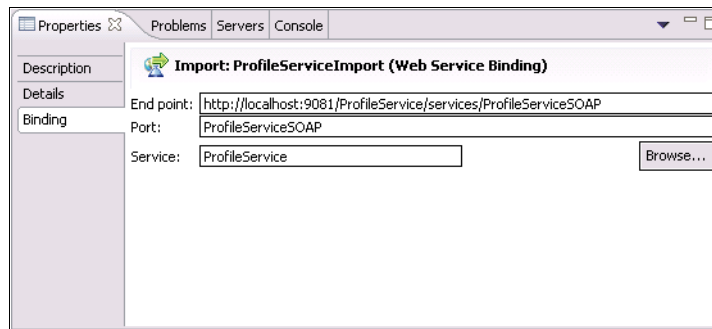 Properties Problems Servers Console
Import: ProfileServiceImport (Web Service Binding)
Description
Details
Binding
End point: http://localhost:9081/ProfileService/services/ProfileServiceSOAP
Port: ProfileServiceSOAP
Service: ProfileService Browse...